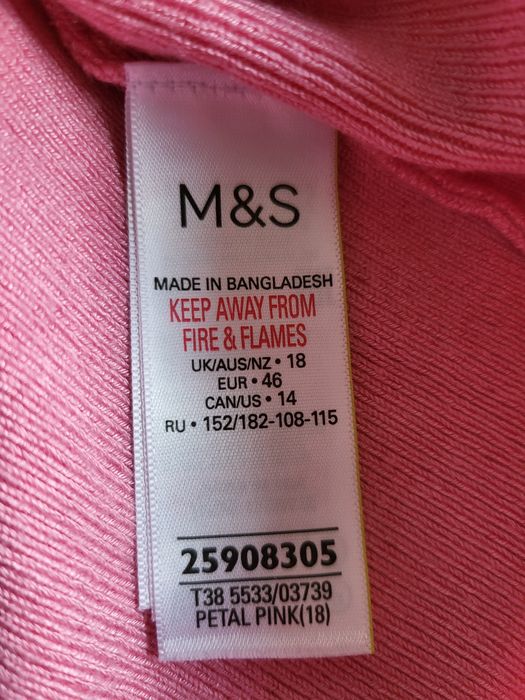 M&S
MADE IN BANGLADESH
KEEP AWAY FROM
FIRE & FLAMES
UK/AUS/NZ • 18
EUR • 46
CAN/US • 14
RU • 152/182-108-115
25908305
T38 5533/03739
PETAL PINK(18)